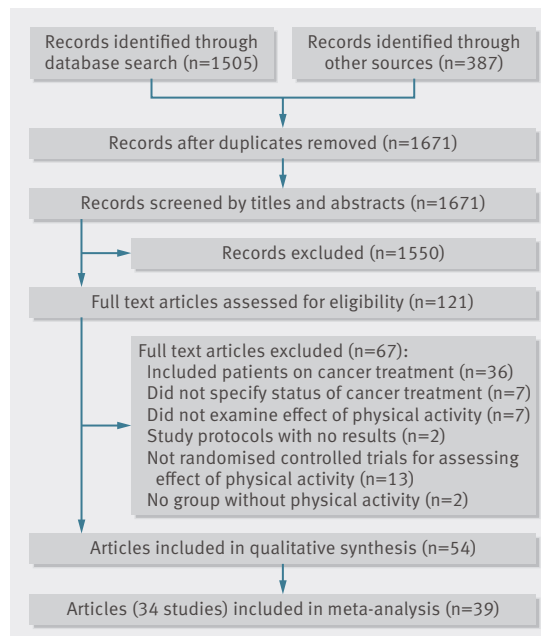 Records identified through
database search (n=1505)
Records identified through
other sources (n=387)
Records after duplicates removed (n=1671)
Records screened by titles and abstracts (n=1671)
Records excluded (n=1550)
Full text articles assessed for eligibility (n=121)
Full text articles excluded (n=67):
Included patients on cancer treatment (n=36)
Did not specify status of cancer treatment (n=7)
Did not examine effect of physical activity (n=7)
Study protocols with no results (n=2)
Not randomised controlled trials for assessing
effect of physical activity (n=13)
No group without physical activity (n=2)
Articles included in qualitative synthesis (n=54)
Articles (34 studies) included in meta-analysis (n=39)